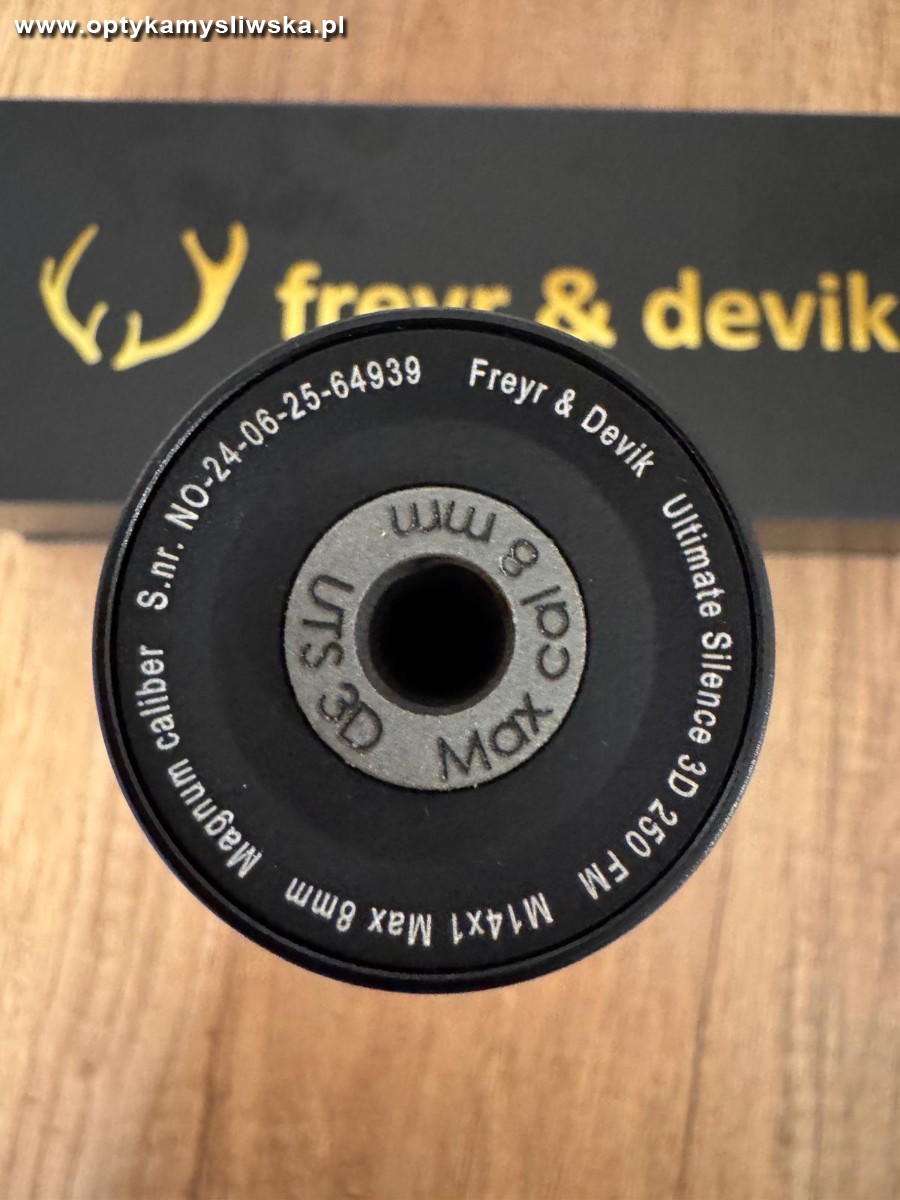 www.optykamysliwska.pl
freyr & devik
Freyr & Devik Ultimate Silence 3D 250 FM M14x1 Max 8mm Magnum caliber S.nr. NO-24-06-25-64939
UTS 3D Max cal 8 mm